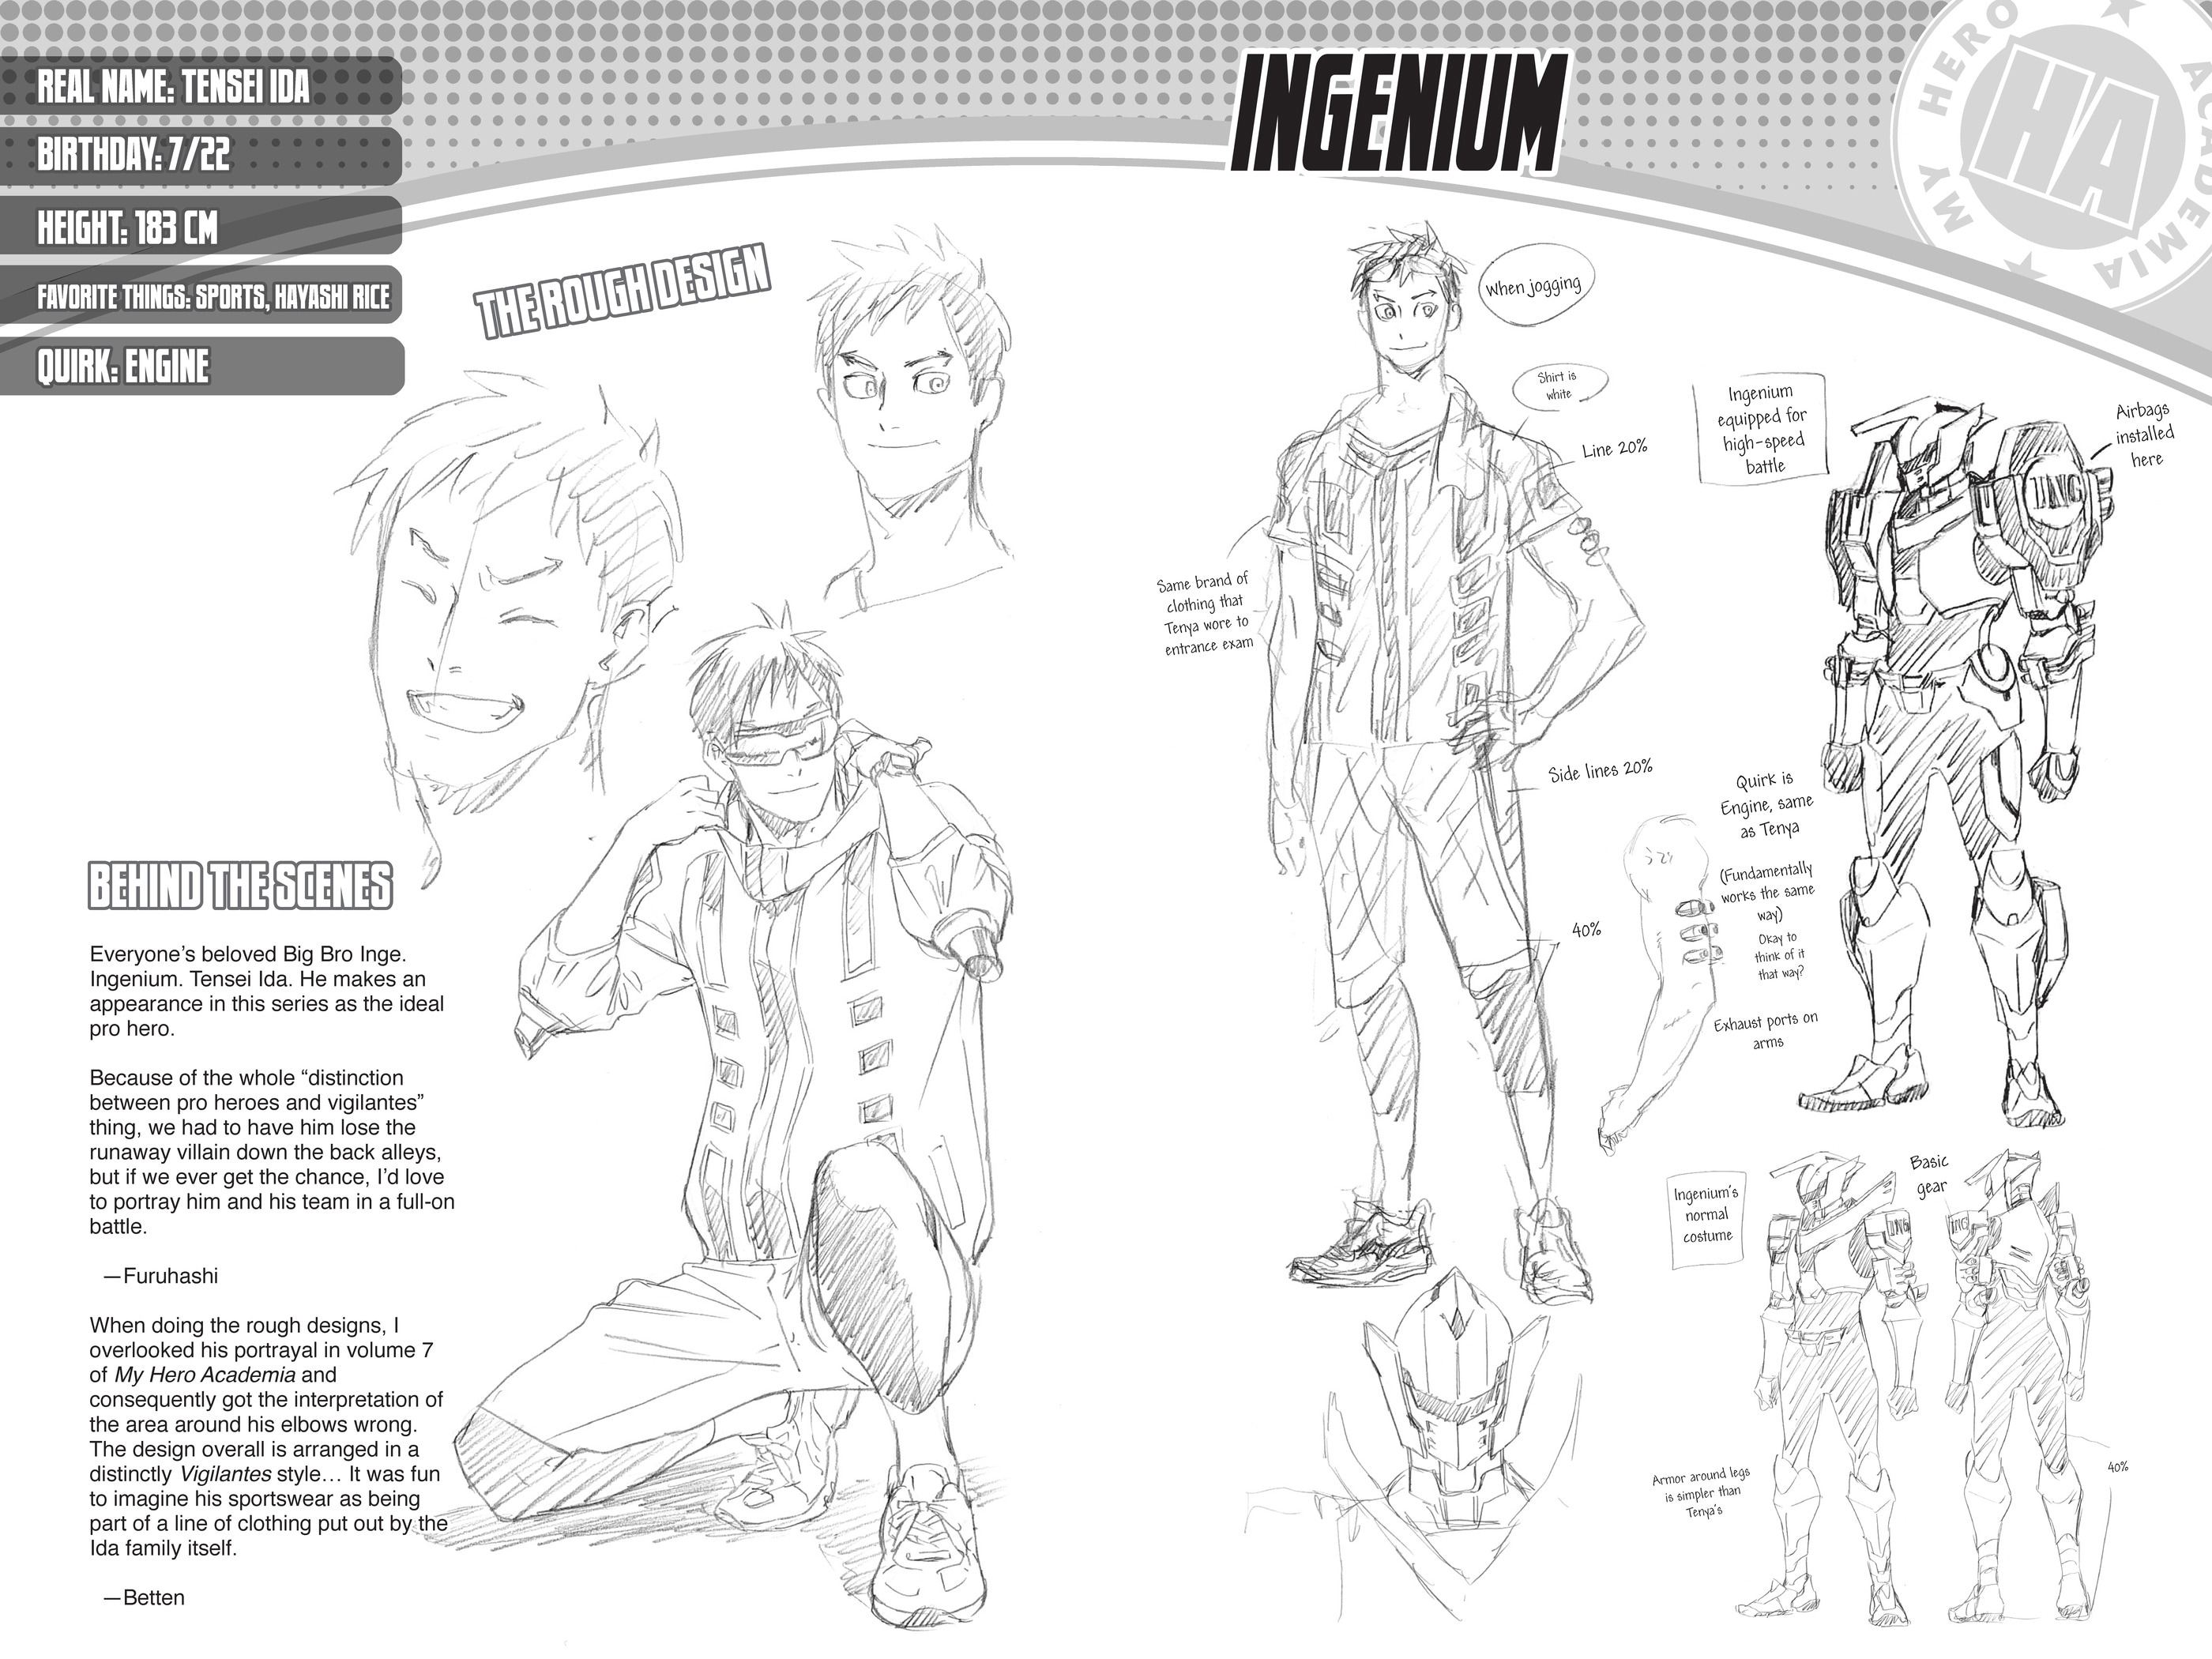 REAL NAME: TENSEI IDA
BIRTHDAY: 7/22
HEIGHT: 183 CM
FAVORITE THINGS: SPORTS, HAYASHI RICE
QUIRK: ENGINE
THE ROUGH DESIGN
BEHIND THE SCENES
Everyone's beloved Big Bro Inge.
Ingenium. Tensei Ida. He makes an
appearance in this series as the ideal
pro hero.
Because of the whole “distinction
between pro heroes and vigilantes”
thing, we had to have him lose the
runaway villain down the back alleys,
but if we ever get the chance, I'd love
to portray him and his team in a full-on
battle.
—Furuhashi
When doing the rough designs, I
overlooked his portrayal in volume 7
of My Hero Academia and
consequently got the interpretation of
the area around his elbows wrong.
The design overall is arranged in a
distinctly Vigilantes style… It was fun
to imagine his sportswear as being
part of a line of clothing put out by the
Ida family itself.
—Betten
INGENIUM
MY HERO ACADEMIA
HA
When jogging
Shirt is
white
Line 20%
Same brand of
clothing that
Tenya wore to
entrance exam
Side lines 20%
40%
Ingenium
equipped for
high-speed
battle
Airbags
installed
here
ING
Quirk is
Engine, same
as Tenya
(Fundamentally
works the same
way)
Okay to
think of it
that way?
Exhaust ports on
arms
Ingenium's
normal
costume
Basic
gear
ING
ING
Armor around legs
is simpler than
Tenya's
40%